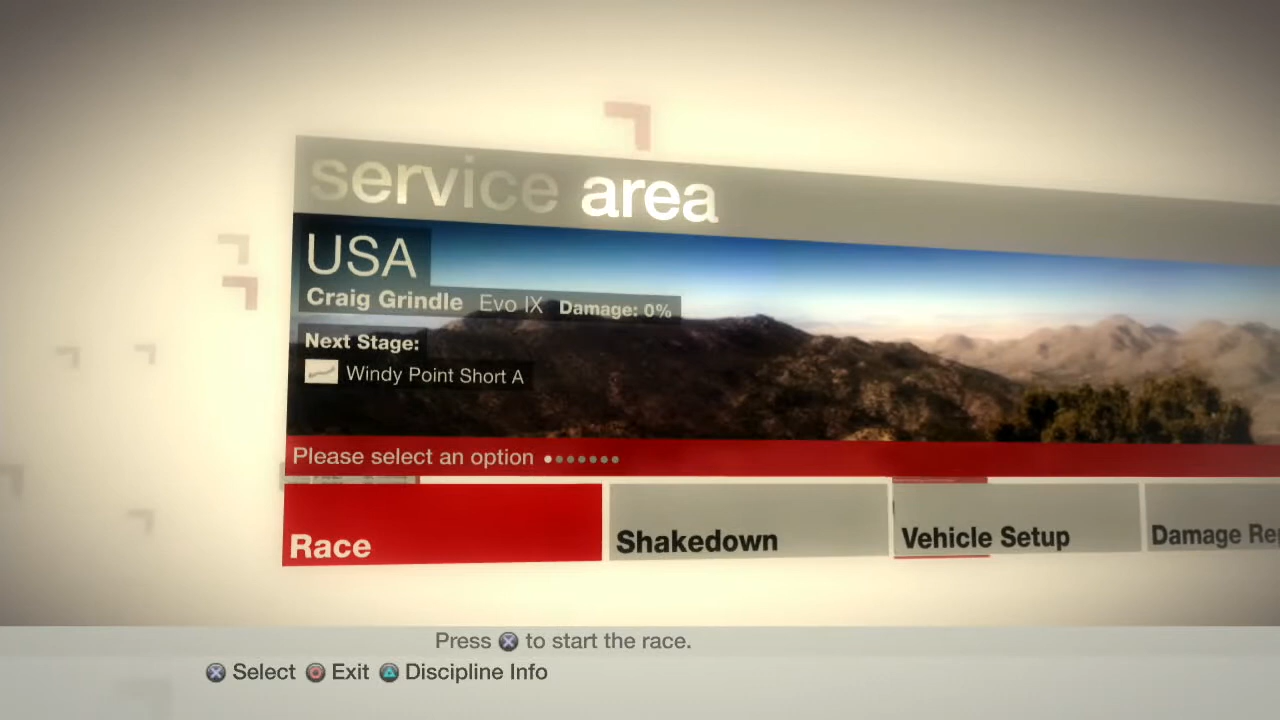 service area
USA
Craig Grindle Evo IX Damage: 0%
Next Stage:
Windy Point Short A
Please select an option
Race
Shakedown
Vehicle Setup
Damage Re
Press X to start the race.
Select Exit Discipline Info